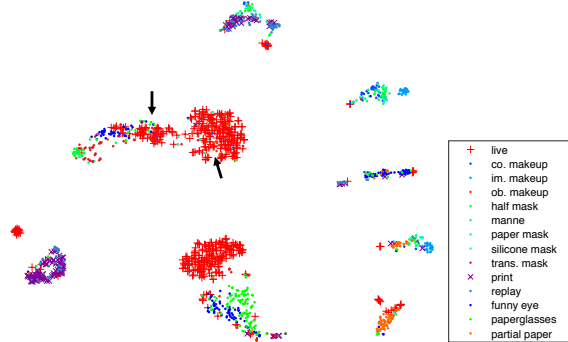 live
co. makeup
im. makeup
ob. makeup
half mask
manne
paper mask
silicone mask
trans. mask
print
replay
funny eye
paperglasses
partial paper